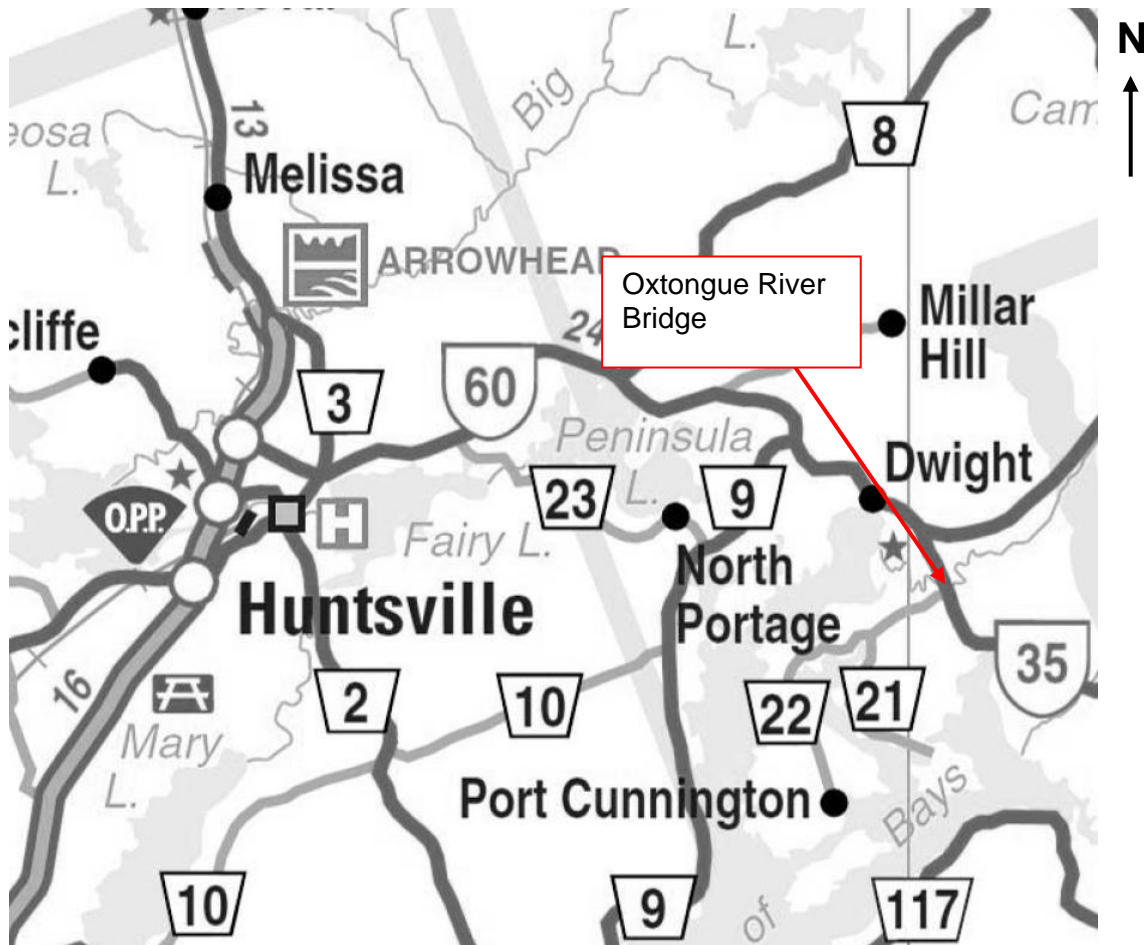 N
13
Big
8
Cam
eosa
L.
L.
Melissa
ARROWHEAD
Oxtongue River
Bridge
24
Millar
Hill
cliffe
3
60
Peninsula
L.
Dwight
23
9
O.P.P.
H
Fairy L.
North
Portage
Huntsville
35
16
2
10
22
21
Mary
L.
Port Cunnington
Bays
10
9
of
117